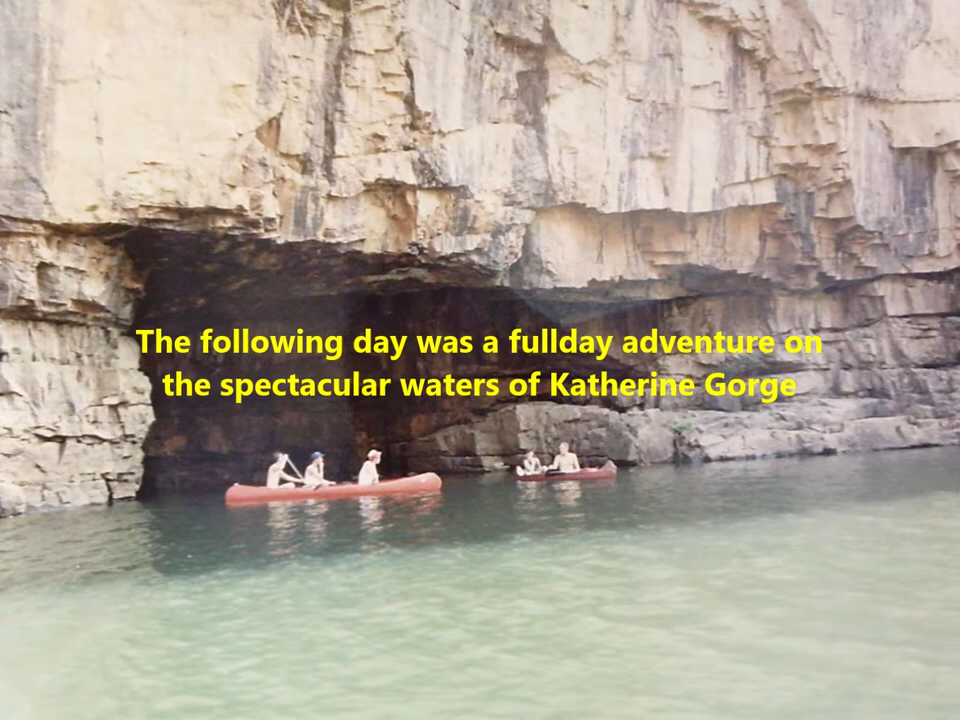 The following day was a fullday adventure on
the spectacular waters of Katherine Gorge